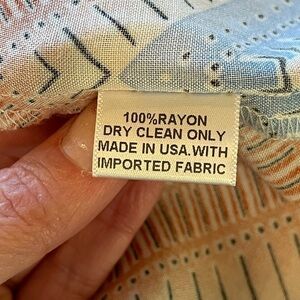 100%RAYON
DRY CLEAN ONLY
MADE IN USA.WITH
IMPORTED FABRIC